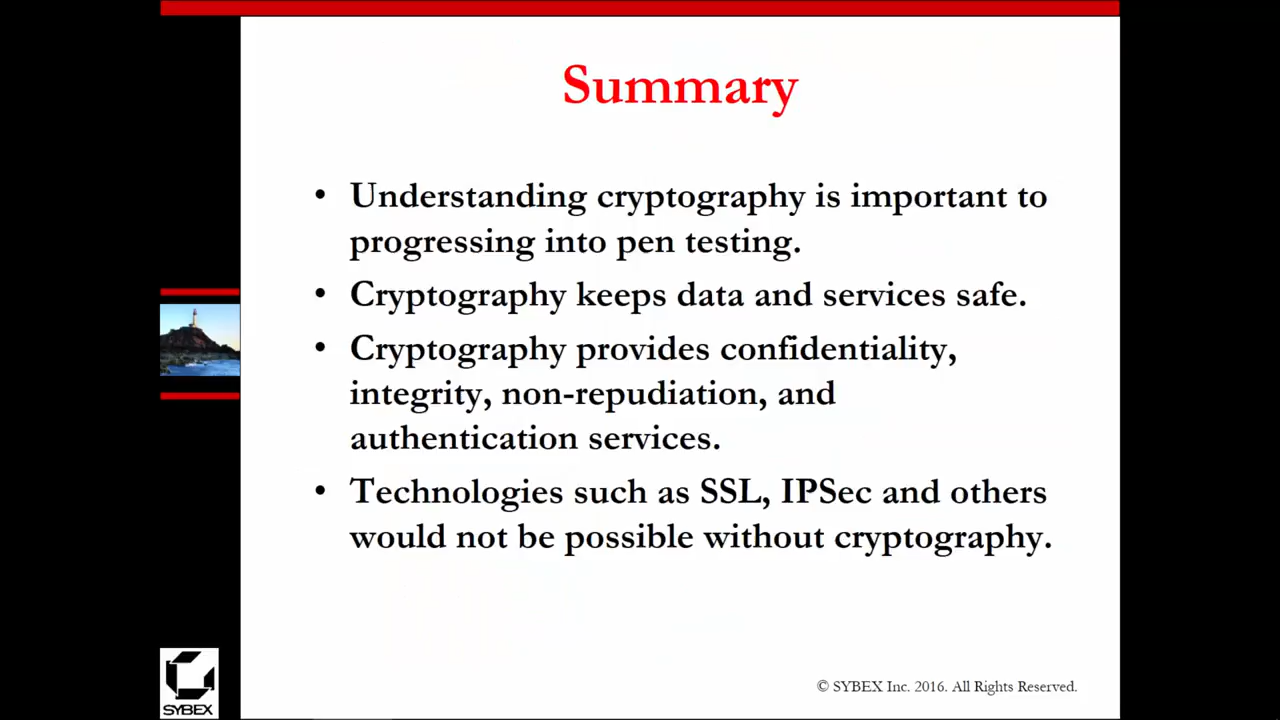 Summary
• Understanding cryptography is important to
progressing into pen testing.
• Cryptography keeps data and services safe.
• Cryptography provides confidentiality,
integrity, non-repudiation, and
authentication services.
• Technologies such as SSL, IPSec and others
would not be possible without cryptography.
SYBEX
© SYBEX Inc. 2016. All Rights Reserved.